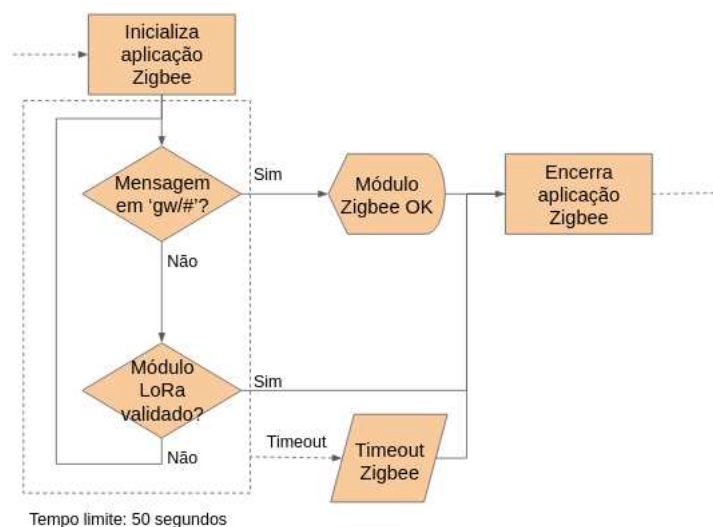 Inicializa
aplicação
Zigbee
Mensagem
em ‘gw/#’?
Sim
Módulo
Zigbee OK
Encerra
aplicação
Zigbee
Não
Módulo
LoRa
validado?
Sim
Não
Timeout
Timeout
Zigbee
Tempo limite: 50 segundos